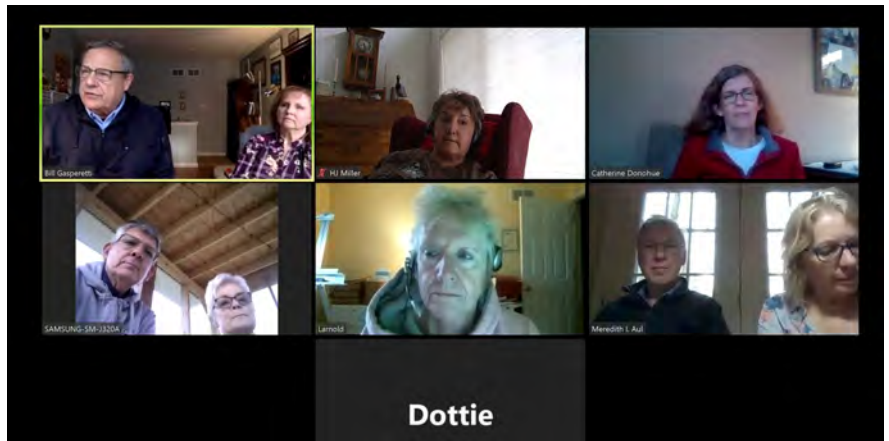 Bill Gasperetti
HJ Miller
Catherine Donohue
SAMSUNG-SM-J320A
Larnold
Meredith I. Aul
Dottie